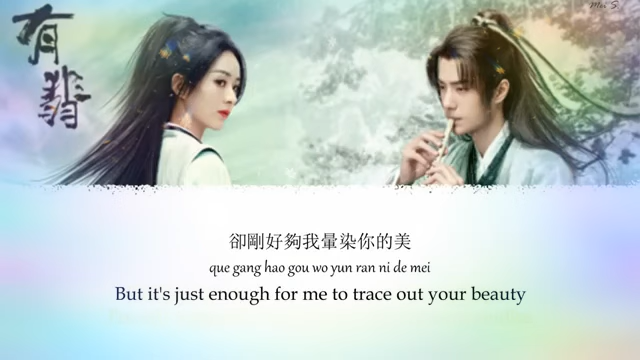 有翡
Mei S.
卻剛好夠我暈染你的美
que gang hao gou wo yun ran ni de mei
But it's just enough for me to trace out your beauty